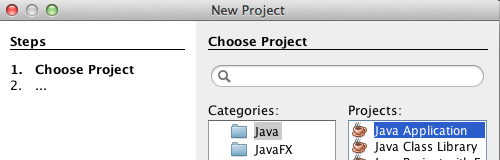 New Project
Steps
1. Choose Project
2. ...
Choose Project
Categories:
Java
JavaFX
Projects:
Java Application
Java Class Library